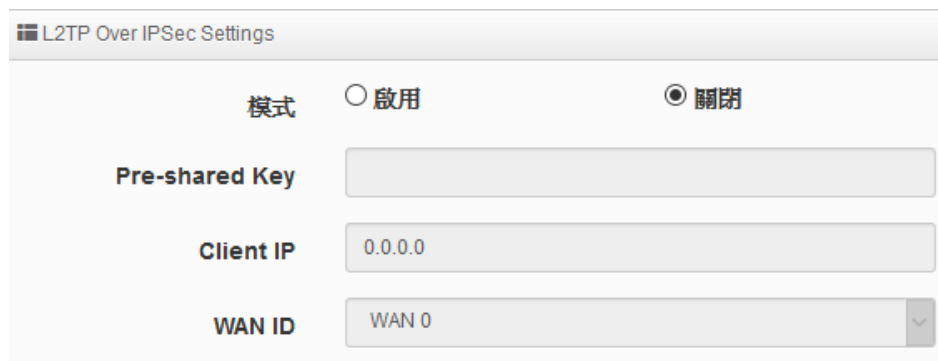 L2TP Over IPSec Settings
模式 啟用 關閉
Pre-shared Key
Client IP 0.0.0.0
WAN ID WAN 0